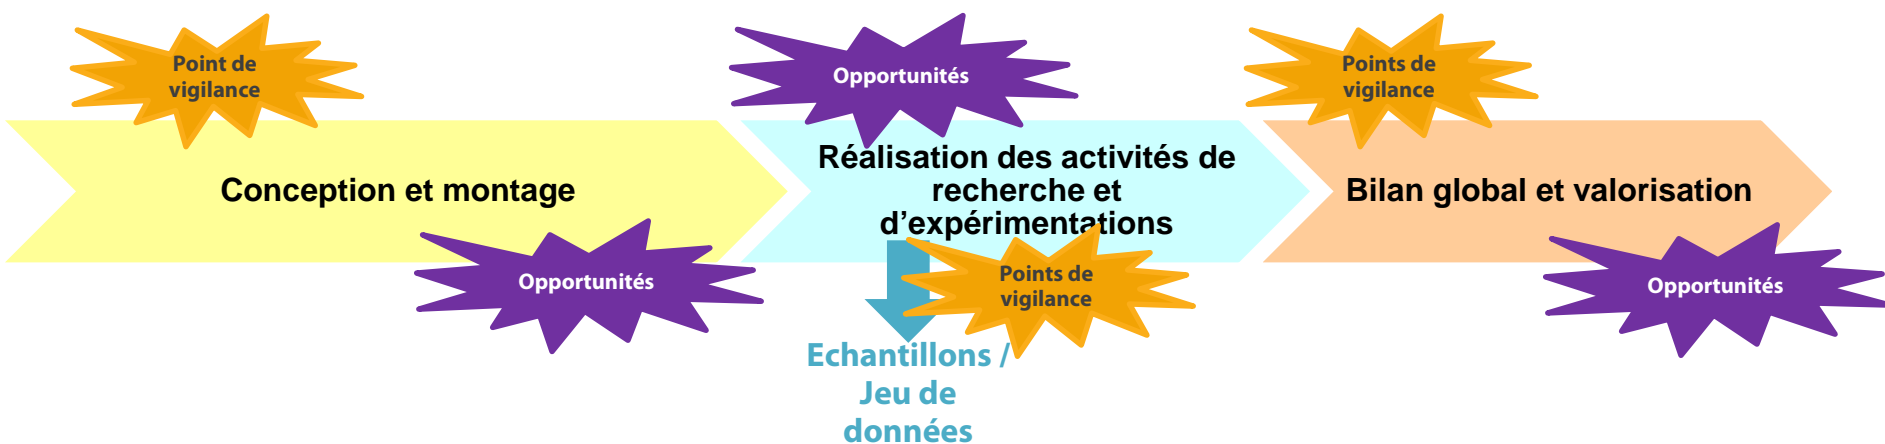 Point de
vigilance
Conception et montage
Opportunités
Opportunités
Réalisation des activités de
recherche et
d’expérimentations
Points de
vigilance
Echantillons /
Jeu de
données
Points de
vigilance
Bilan global et valorisation
Opportunités